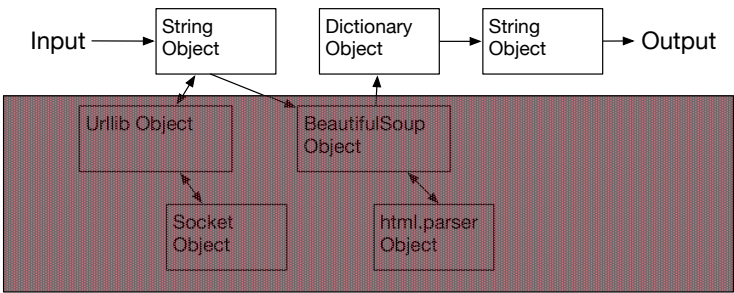 Input
String
Object
Dictionary
Object
String
Object
Output
Urllib Object
BeautifulSoup
Object
Socket
Object
html.parser
Object